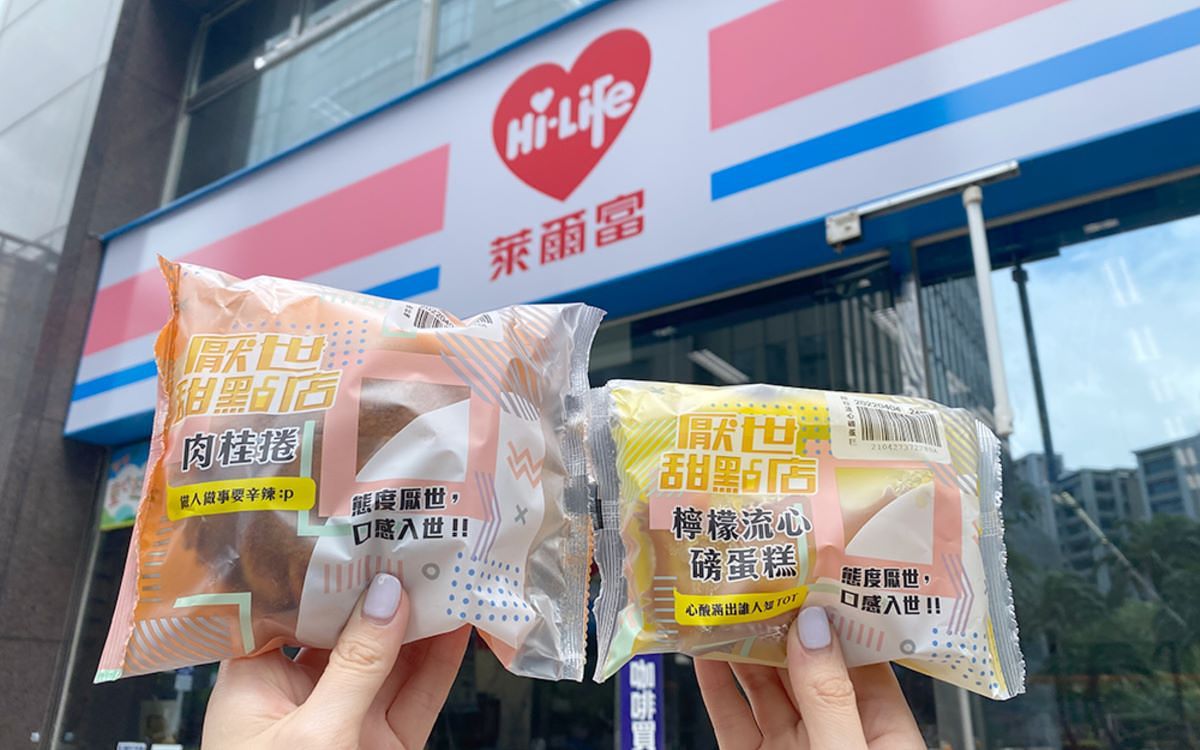 Hi-Life
萊爾富
厭世
甜點店
肉桂捲
做人做事要辛辣:p
態度厭世,
口感入世!!
厭世
甜點店
檸檬流心
磅蛋糕
心酸滿出誰人知TOT
態度厭世,
口感入世!!
20220404
咖啡買